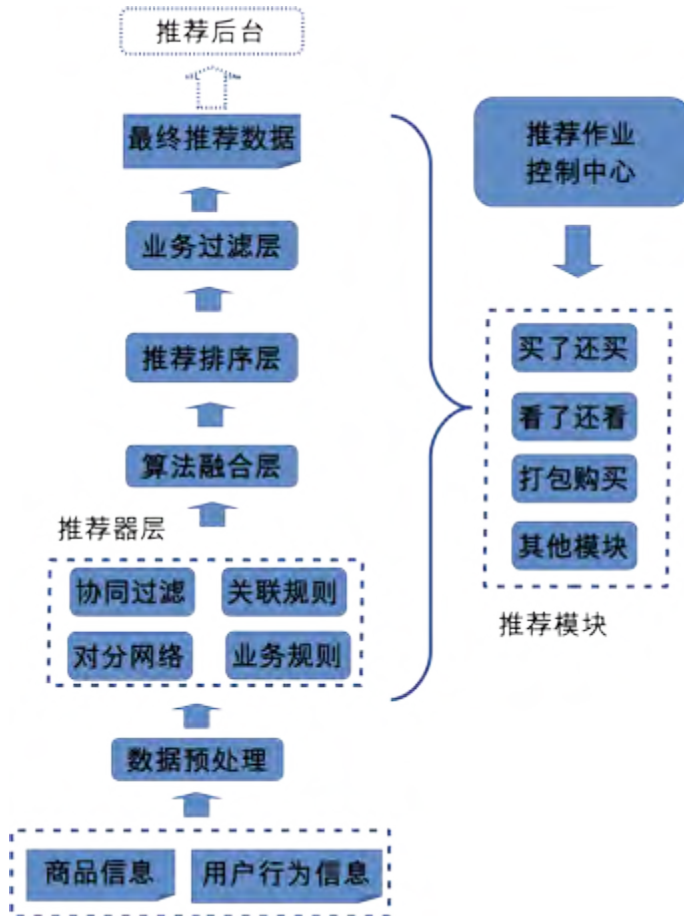 推荐后台
最终推荐数据
业务过滤层
推荐排序层
算法融合层
推荐器层
协同过滤
关联规则
对分网络
业务规则
数据预处理
商品信息
用户行为信息
推荐作业
控制中心
买了还买
看了还看
打包购买
其他模块
推荐模块